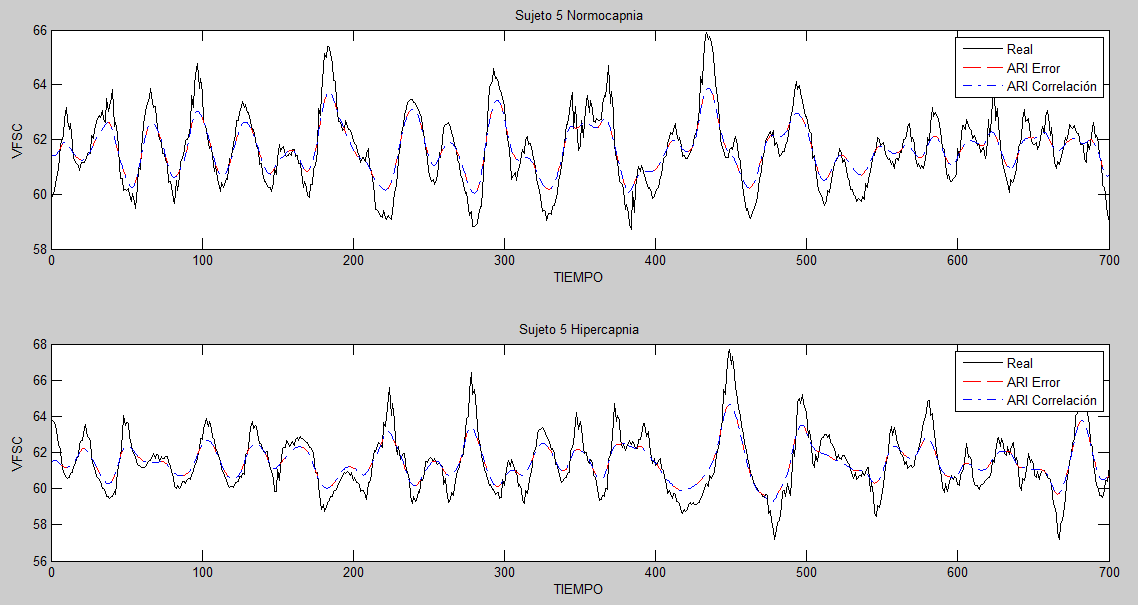 Sujeto 5 Normocapnia
66
64
62
60
58
VFSC
0 100 200 300 400 500 600 700
TIEMPO
Real
ARI Error
ARI Correlación
Sujeto 5 Hipercapnia
68
66
64
62
60
58
56
VFSC
0 100 200 300 400 500 600 700
TIEMPO
Real
ARI Error
ARI Correlación